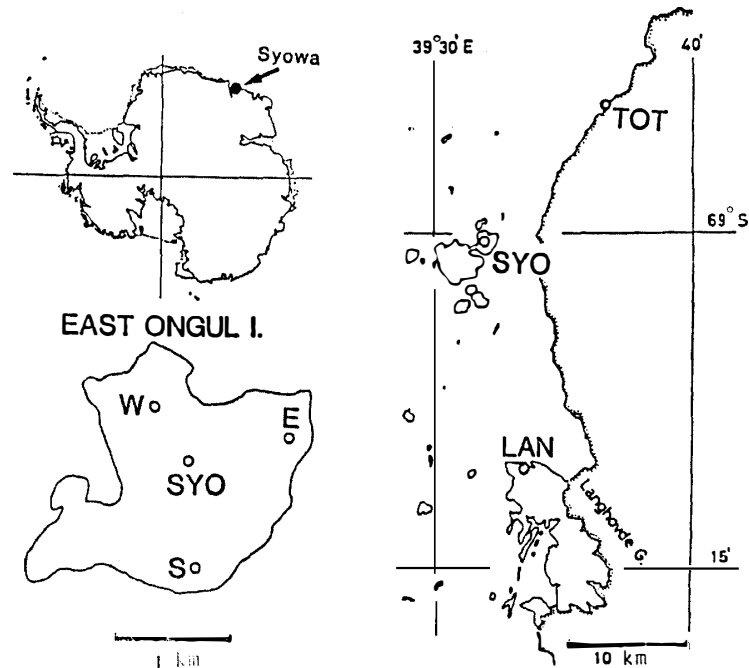 Syowa
EAST ONGUL I.
W
E
SYO
S
1 km
39°30′E
40′
TOT
69°S
SYO
LAN
Langhovde G.
15′
10 km